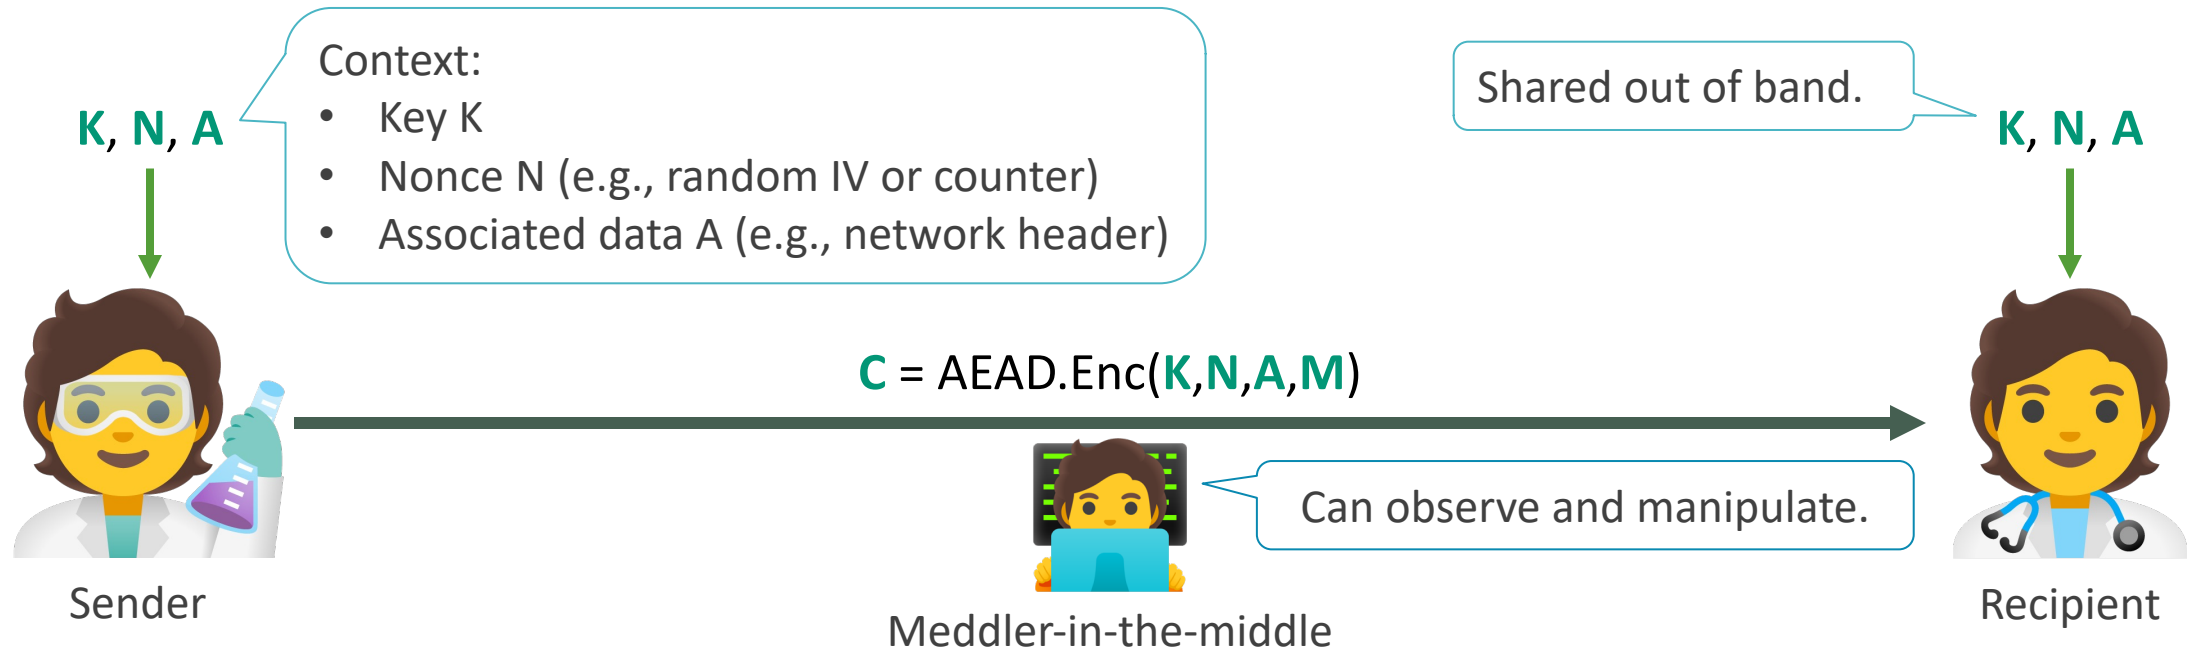 Context:
• Key K
• Nonce N (e.g., random IV or counter)
• Associated data A (e.g., network header)
K, N, A
Shared out of band.
K, N, A
C = AEAD.Enc(K,N,A,M)
Can observe and manipulate.
Sender
Meddler-in-the-middle
Recipient